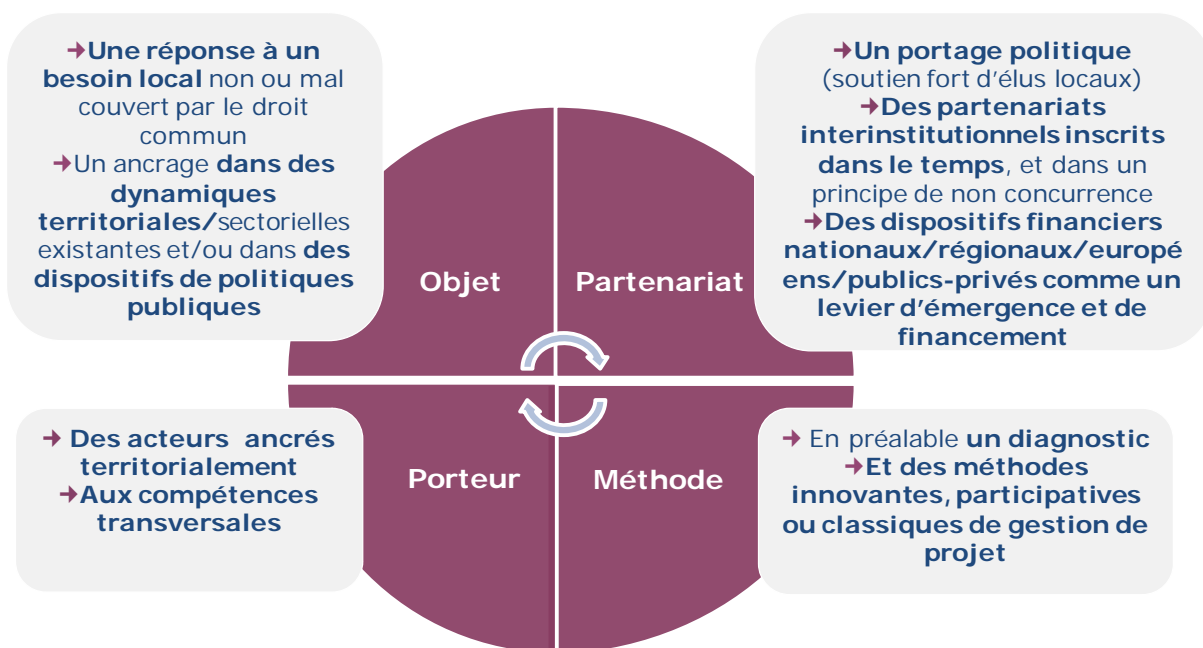 ➔Une réponse à un
besoin local non ou mal
couvert par le droit
commun
➔Un ancrage dans des
dynamiques
territoriales/sectorielles
existantes et/ou dans des
dispositifs de politiques
publiques
➔Un portage politique
(soutien fort d'élus locaux)
➔Des partenariats
interinstitutionnels inscrits
dans le temps, et dans un
principe de non concurrence
➔Des dispositifs financiers
nationaux/régionaux/europé
ens/publics-privés comme un
levier d'émergence et de
financement
Objet
Partenariat
Porteur
Méthode
➔ Des acteurs ancrés
territorialement
➔Aux compétences
transversales
➔ En préalable un diagnostic
➔Et des méthodes
innovantes, participatives
ou classiques de gestion de
projet